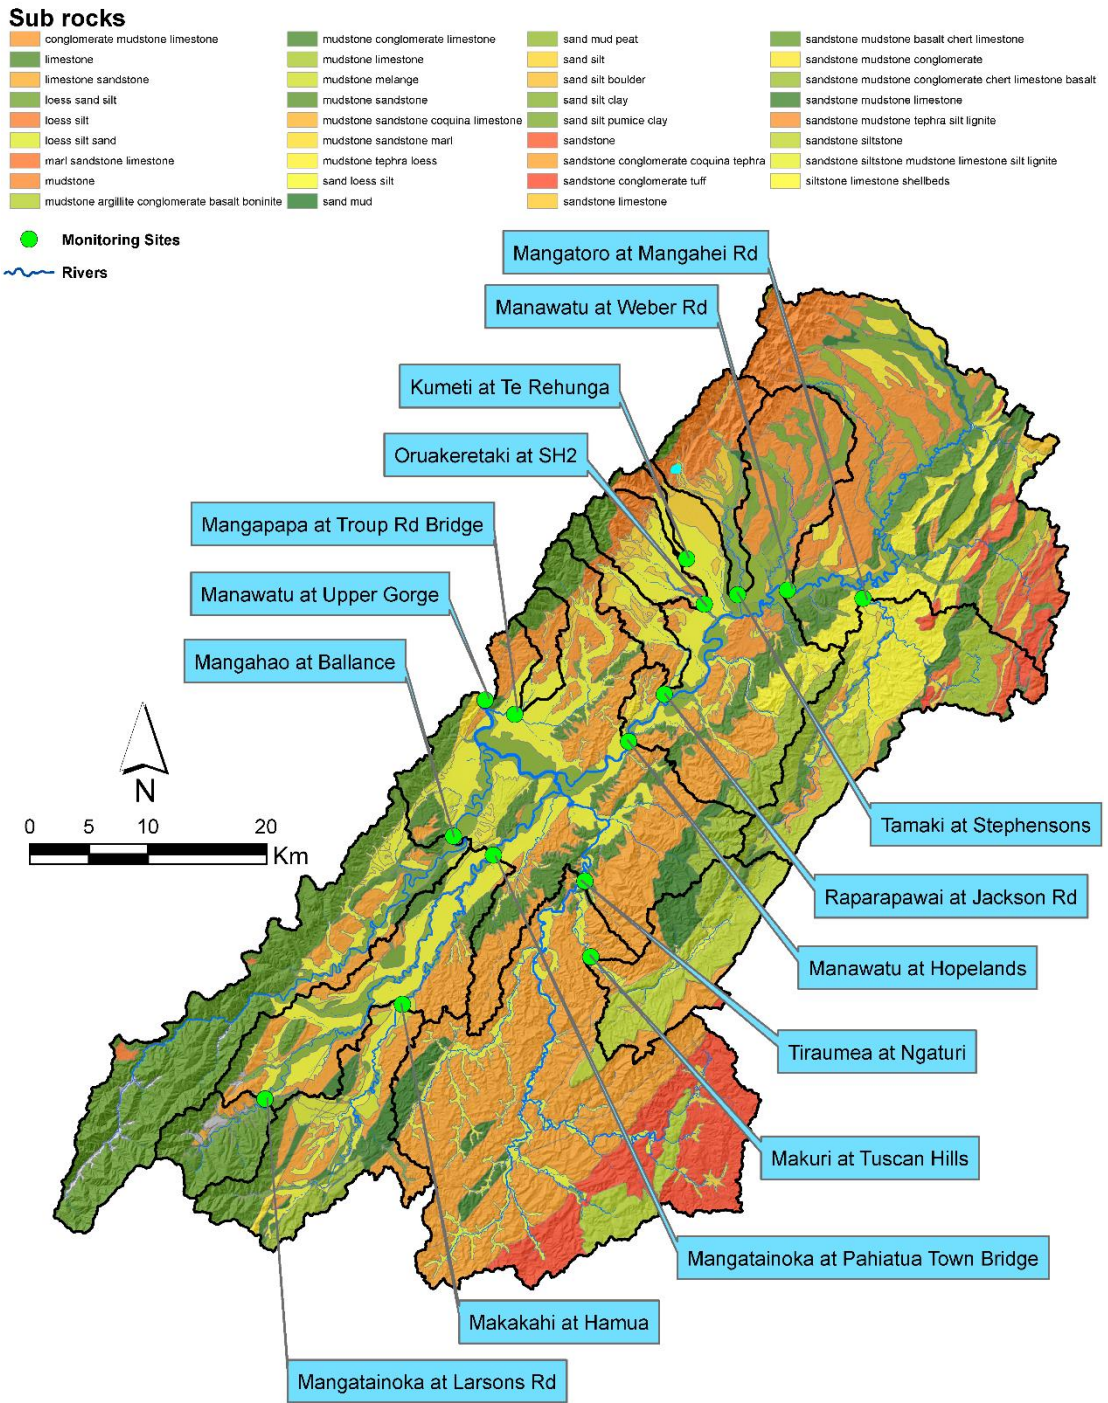 Sub rocks
conglomerate mudstone limestone
limestone
limestone sandstone
loess sand silt
loess silt
loess silt sand
marl sandstone limestone
mudstone
mudstone argillite conglomerate basalt boninite
mudstone conglomerate limestone
mudstone limestone
mudstone melange
mudstone sandstone
mudstone sandstone coquina limestone
mudstone sandstone marl
mudstone tephra loess
sand loess silt
sand mud
sand mud peat
sand silt
sand silt boulder
sand silt clay
sand silt pumice clay
sandstone
sandstone conglomerate coquina tephra
sandstone conglomerate tuff
sandstone limestone
sandstone mudstone basalt chert limestone
sandstone mudstone conglomerate
sandstone mudstone conglomerate chert limestone basalt
sandstone mudstone limestone
sandstone mudstone tephra silt lignite
sandstone siltstone
sandstone siltstone mudstone limestone silt lignite
siltstone limestone shellbeds
Monitoring Sites
Rivers
Mangatoro at Mangahei Rd
Manawatu at Weber Rd
Kumeti at Te Rehunga
Oruakeretaki at SH2
Mangapapa at Troup Rd Bridge
Manawatu at Upper Gorge
Mangahao at Ballance
N
0 5 10 20
Km
Tamaki at Stephensons
Raparapawai at Jackson Rd
Manawatu at Hopelands
Tiraumea at Ngaturi
Makuri at Tuscan Hills
Mangatainoka at Pahiatua Town Bridge
Makakahi at Hamua
Mangatainoka at Larsons Rd